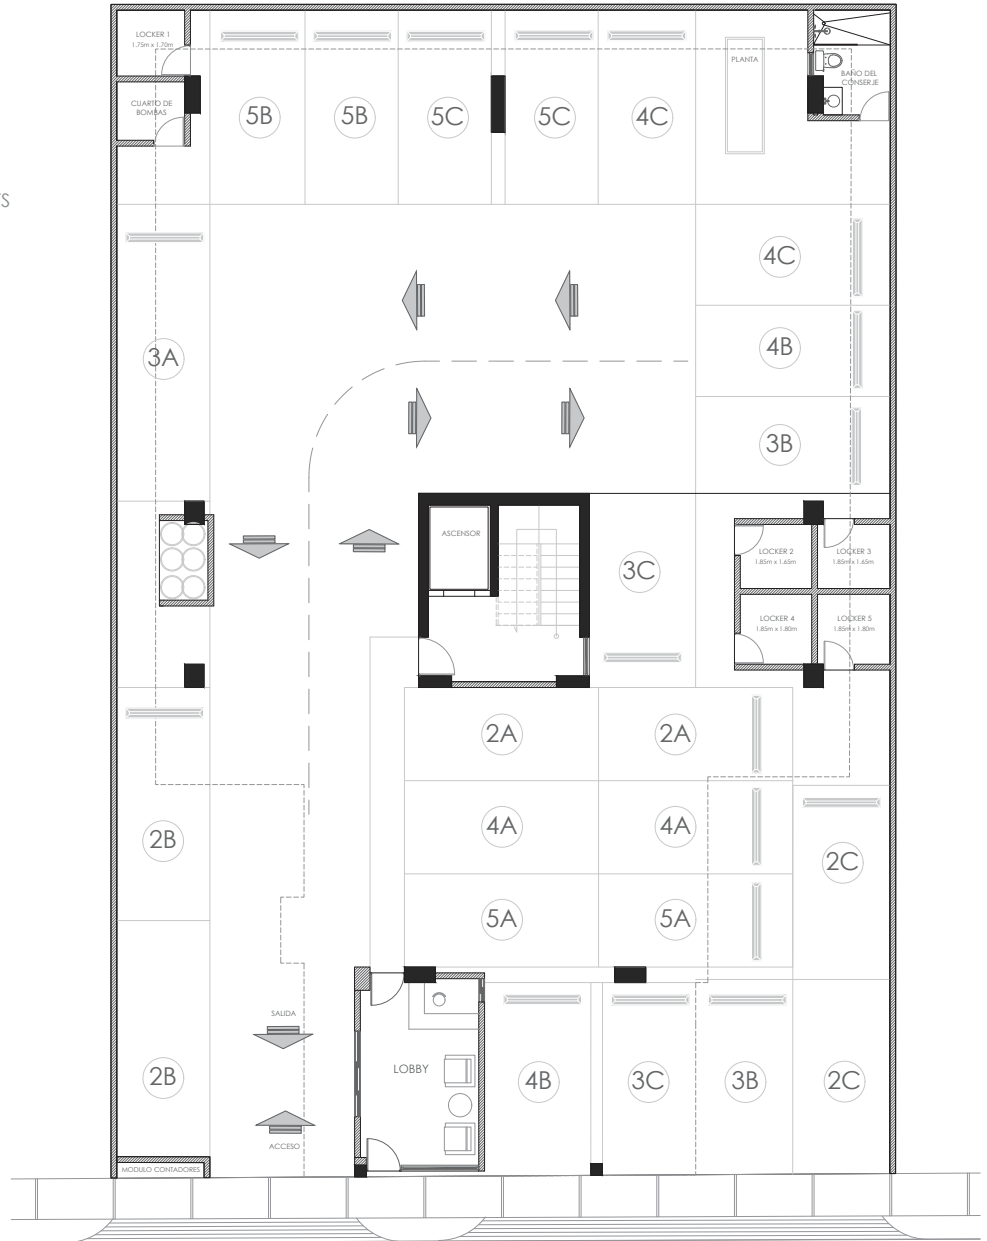 LOCKER 1
1.75m x 1.70m
CUARTO DE
BOMBAS
5B
5B
5C
5C
4C
PLANTA
BAÑO DEL
CONSERJE
TS
4C
3A
4B
3B
ASCENSOR
3C
LOCKER 2
1.85m x 1.65m
LOCKER 3
1.85m x 1.65m
LOCKER 4
1.85m x 1.80m
LOCKER 5
1.85m x 1.80m
2A
2A
2B
4A
4A
2C
5A
5A
SALIDA
LOBBY
2B
4B
3C
3B
2C
ACCESO
MODULO CONTADORES